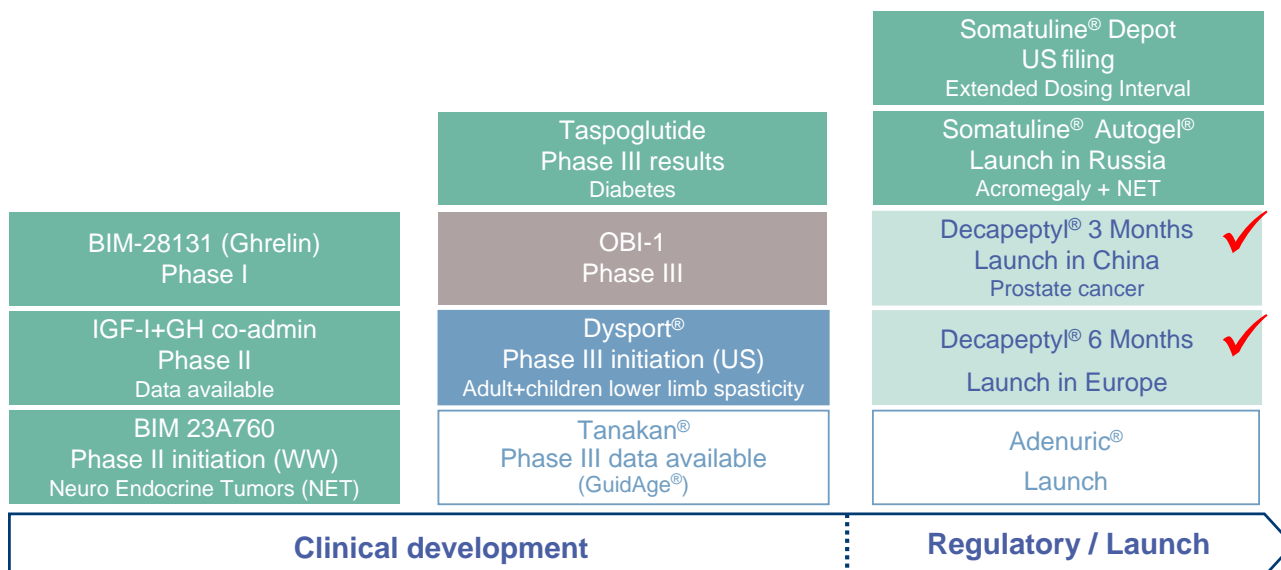 BIM-28131 (Ghrelin)
Phase I
IGF-I+GH co-admin
Phase II
Data available
BIM 23A760
Phase II initiation (WW)
Neuro Endocrine Tumors (NET)
Taspoglutide
Phase III results
Diabetes
OBI-1
Phase III
Dysport®
Phase III initiation (US)
Adult+children lower limb spasticity
Tanakan®
Phase III data available
(GuidAge®)
Somatuline® Depot
US filing
Extended Dosing Interval
Somatuline® Autogel®
Launch in Russia
Acromegaly + NET
Decapeptyl® 3 Months
Launch in China
Prostate cancer
Decapeptyl® 6 Months
Launch in Europe
Adenuric®
Launch
Clinical development
Regulatory / Launch